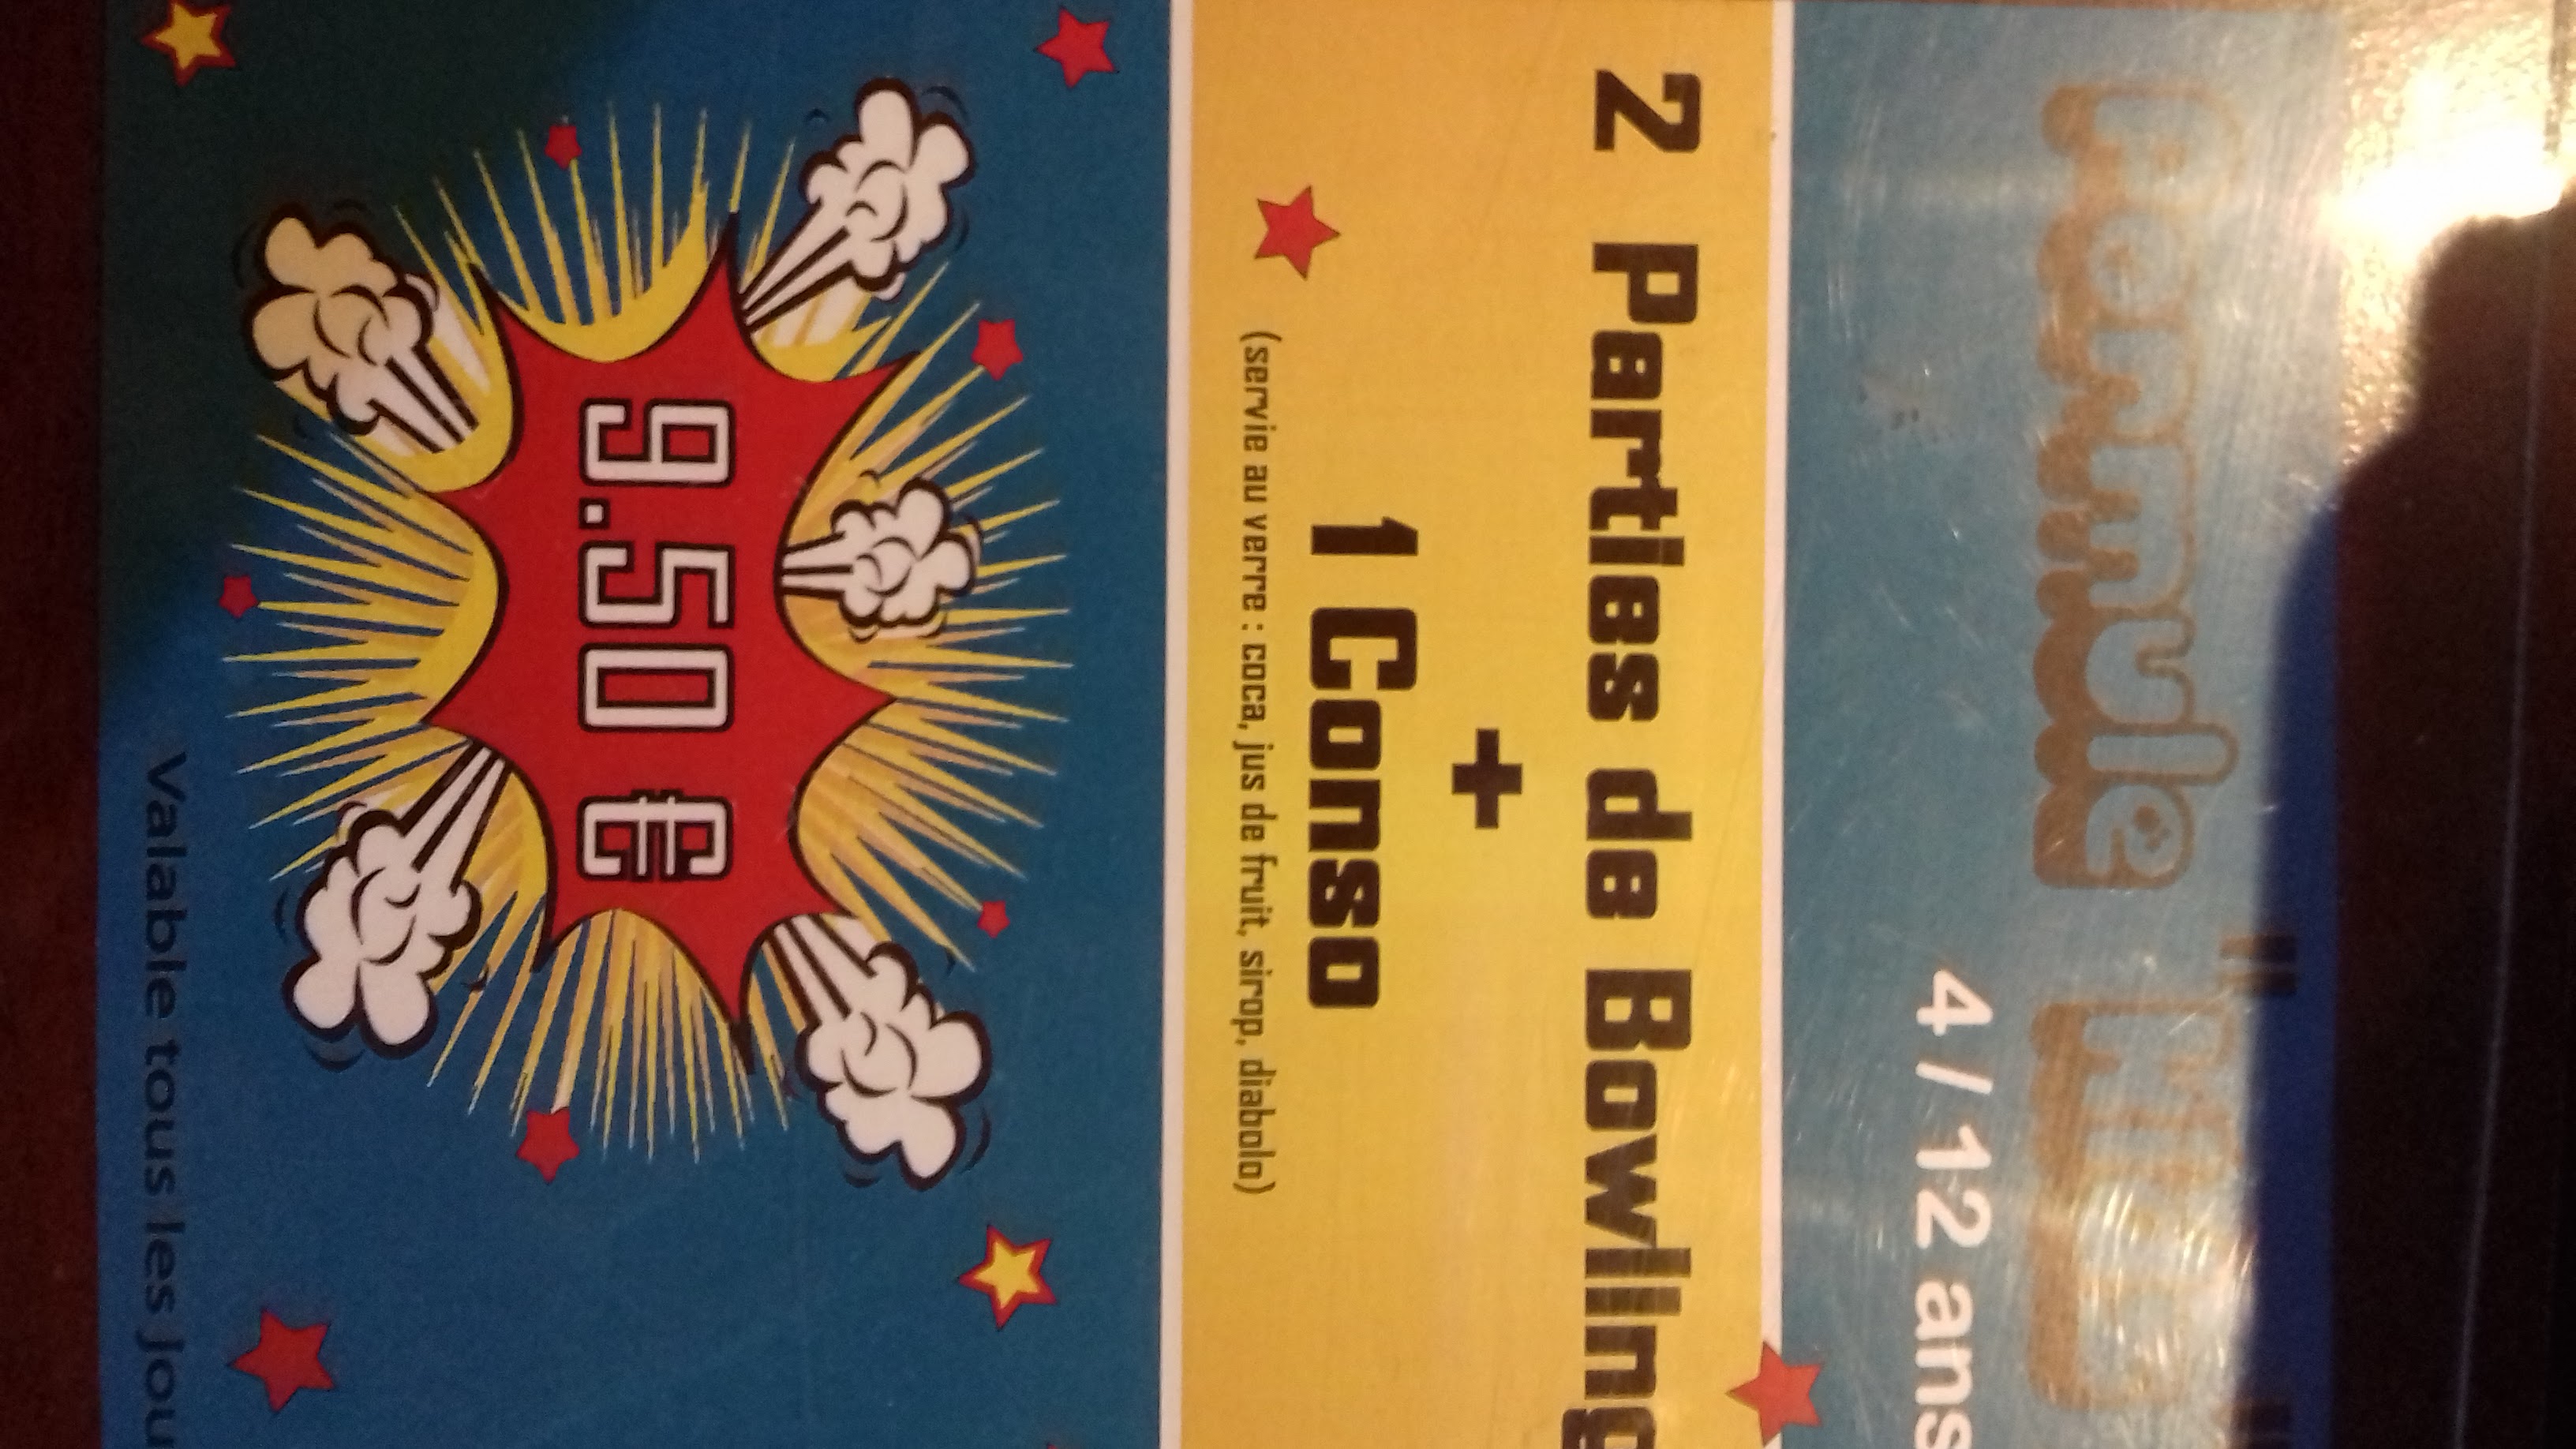 Formule
4 / 12 ans
2 Parties de Bowling
+
1 Conso
(servie au verre : coca, jus de fruit, sirop, diabolo)
9.50 €
Valable tous les jou